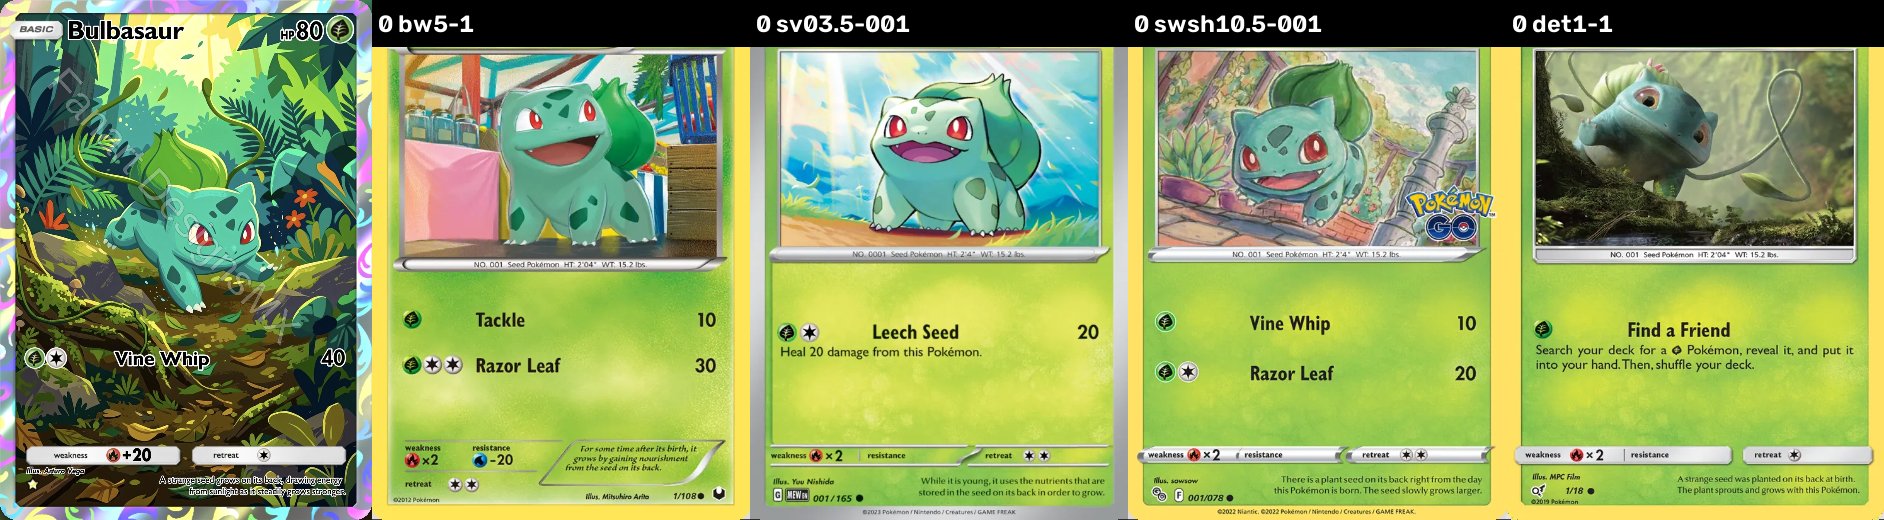 BASIC
Bulbasaur
HP 80
Vine Whip 40
weakness +20 retreat
Illus. Arturo Vega
A strange seed grows on its back, drawing energy
from sunlight as it steadily grows stronger.
0 bw5-1
NO. 001 Seed Pokémon HT: 2'04" WT: 15.2 lbs.
Tackle 10
Razor Leaf 30
weakness resistance
×2 -20
retreat
For some time after its birth, it
grows by gaining nourishment
from the seed on its back.
©2012 Pokémon
Illus. Mitsuhiro Arita 1/108
0 sv03.5-001
NO. 0001 Seed Pokémon HT: 2'4" WT: 15.2 lbs.
Leech Seed 20
Heal 20 damage from this Pokémon.
weakness ×2 resistance retreat
Illus. Yuu Nishida
G MEW EN 001/165
While it is young, it uses the nutrients that are
stored in the seed on its back in order to grow.
©2023 Pokémon / Nintendo / Creatures / GAME FREAK
0 swsh10.5-001
POKÉMON
GO
NO. 001 Seed Pokémon HT: 2'4" WT: 15.2 lbs.
Vine Whip 10
Razor Leaf 20
weakness ×2 resistance retreat
Illus. sowsow
F 001/078
There is a plant seed on its back right from the day
this Pokémon is born. The seed slowly grows larger.
©2022 Niantic. ©2022 Pokémon / Nintendo / Creatures / GAME FREAK.
0 det1-1
NO. 001 Seed Pokémon HT: 2'04" WT: 15.2 lbs.
Find a Friend
Search your deck for a Pokémon, reveal it, and put it
into your hand. Then, shuffle your deck.
weakness ×2 resistance retreat
Illus. MPC Film
1/18
©2019 Pokémon
A strange seed was planted on its back at birth.
The plant sprouts and grows with this Pokémon.